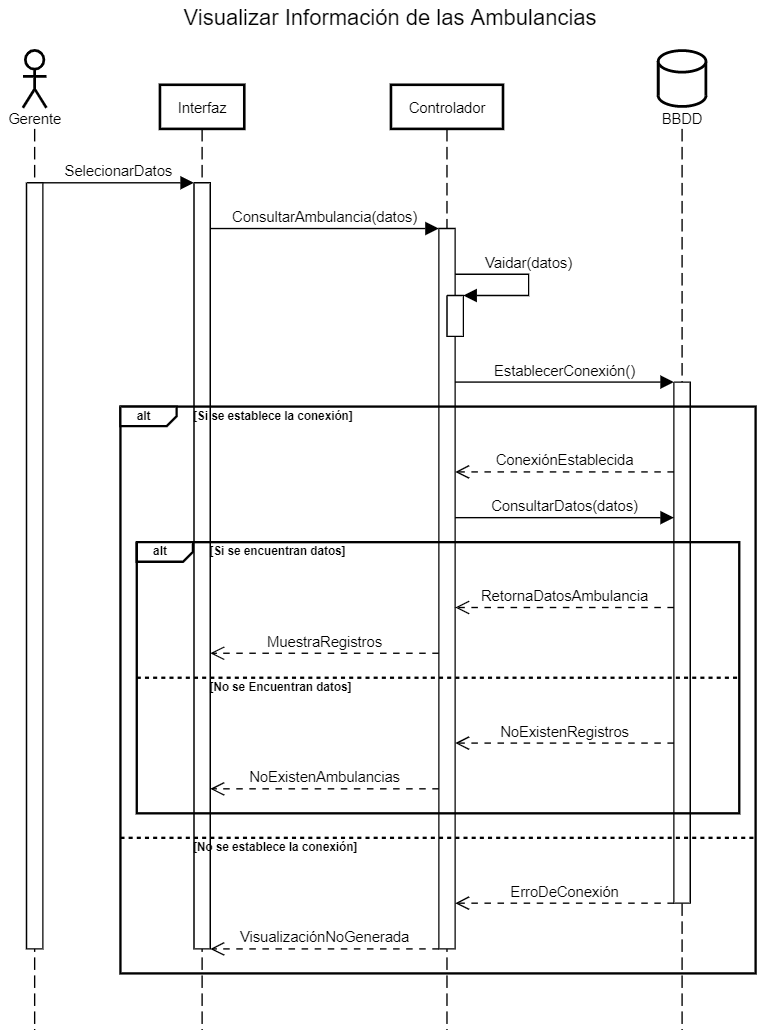 Visualizar Información de las Ambulancias
Gerente
Interfaz
Controlador
BBDD
SelecionarDatos
ConsultarAmbulancia(datos)
Vaidar(datos)
EstablecerConexión()
alt
[Si se establece la conexión]
ConexiónEstablecida
ConsultarDatos(datos)
alt
[Si se encuentran datos]
RetornaDatosAmbulancia
MuestraRegistros
[No se Encuentran datos]
NoExistenRegistros
NoExistenAmbulancias
[No se establece la conexión]
ErroDeConexión
VisualizaciónNoGenerada